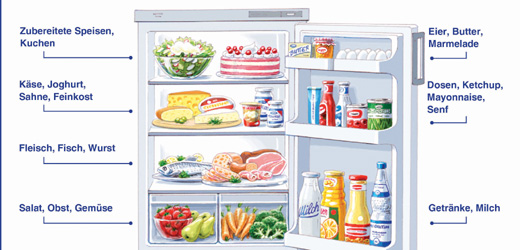 Zubereitete Speisen,
Kuchen
Käse, Joghurt,
Sahne, Feinkost
Fleisch, Fisch, Wurst
Salat, Obst, Gemüse
Eier, Butter,
Marmelade
Dosen, Ketchup,
Mayonnaise,
Senf
Getränke, Milch
BUTTER
Milch